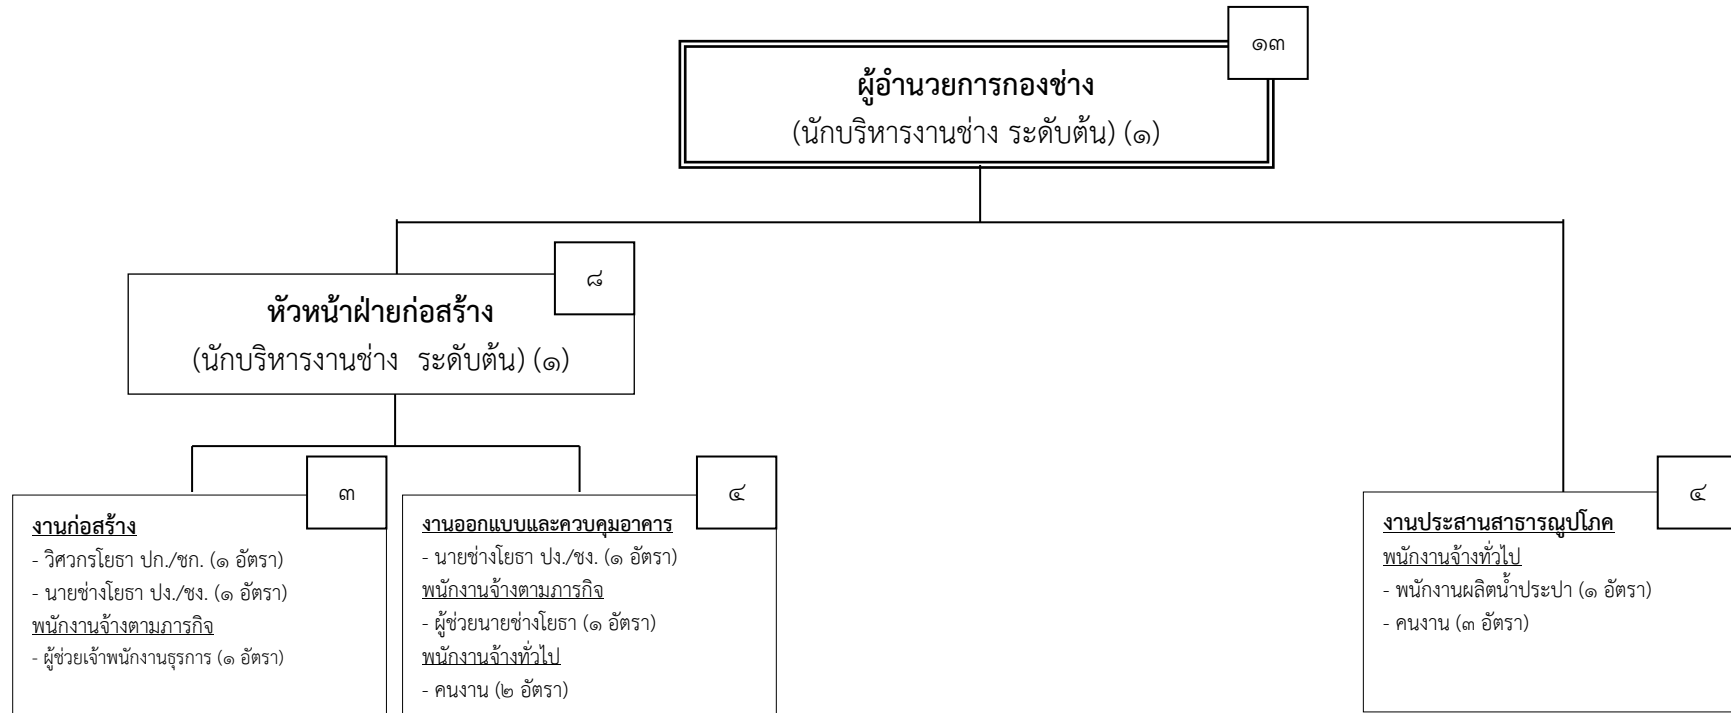 ๑๓
ผู้อำนวยการกองช่าง
(นักบริหารงานช่าง ระดับต้น) (๑)
๘
หัวหน้าฝ่ายก่อสร้าง
(นักบริหารงานช่าง ระดับต้น) (๑)
๓
งานก่อสร้าง
- วิศวกรโยธา ปก./ชก. (๑ อัตรา)
- นายช่างโยธา ปง./ชง. (๑ อัตรา)
พนักงานจ้างตามภารกิจ
- ผู้ช่วยเจ้าพนักงานธุรการ (๑ อัตรา)
๔
งานออกแบบและควบคุมอาคาร
- นายช่างโยธา ปง./ชง. (๑ อัตรา)
พนักงานจ้างตามภารกิจ
- ผู้ช่วยนายช่างโยธา (๑ อัตรา)
พนักงานจ้างทั่วไป
- คนงาน (๒ อัตรา)
๔
งานประสานสาธารณูปโภค
พนักงานจ้างทั่วไป
- พนักงานผลิตน้ำประปา (๑ อัตรา)
- คนงาน (๓ อัตรา)